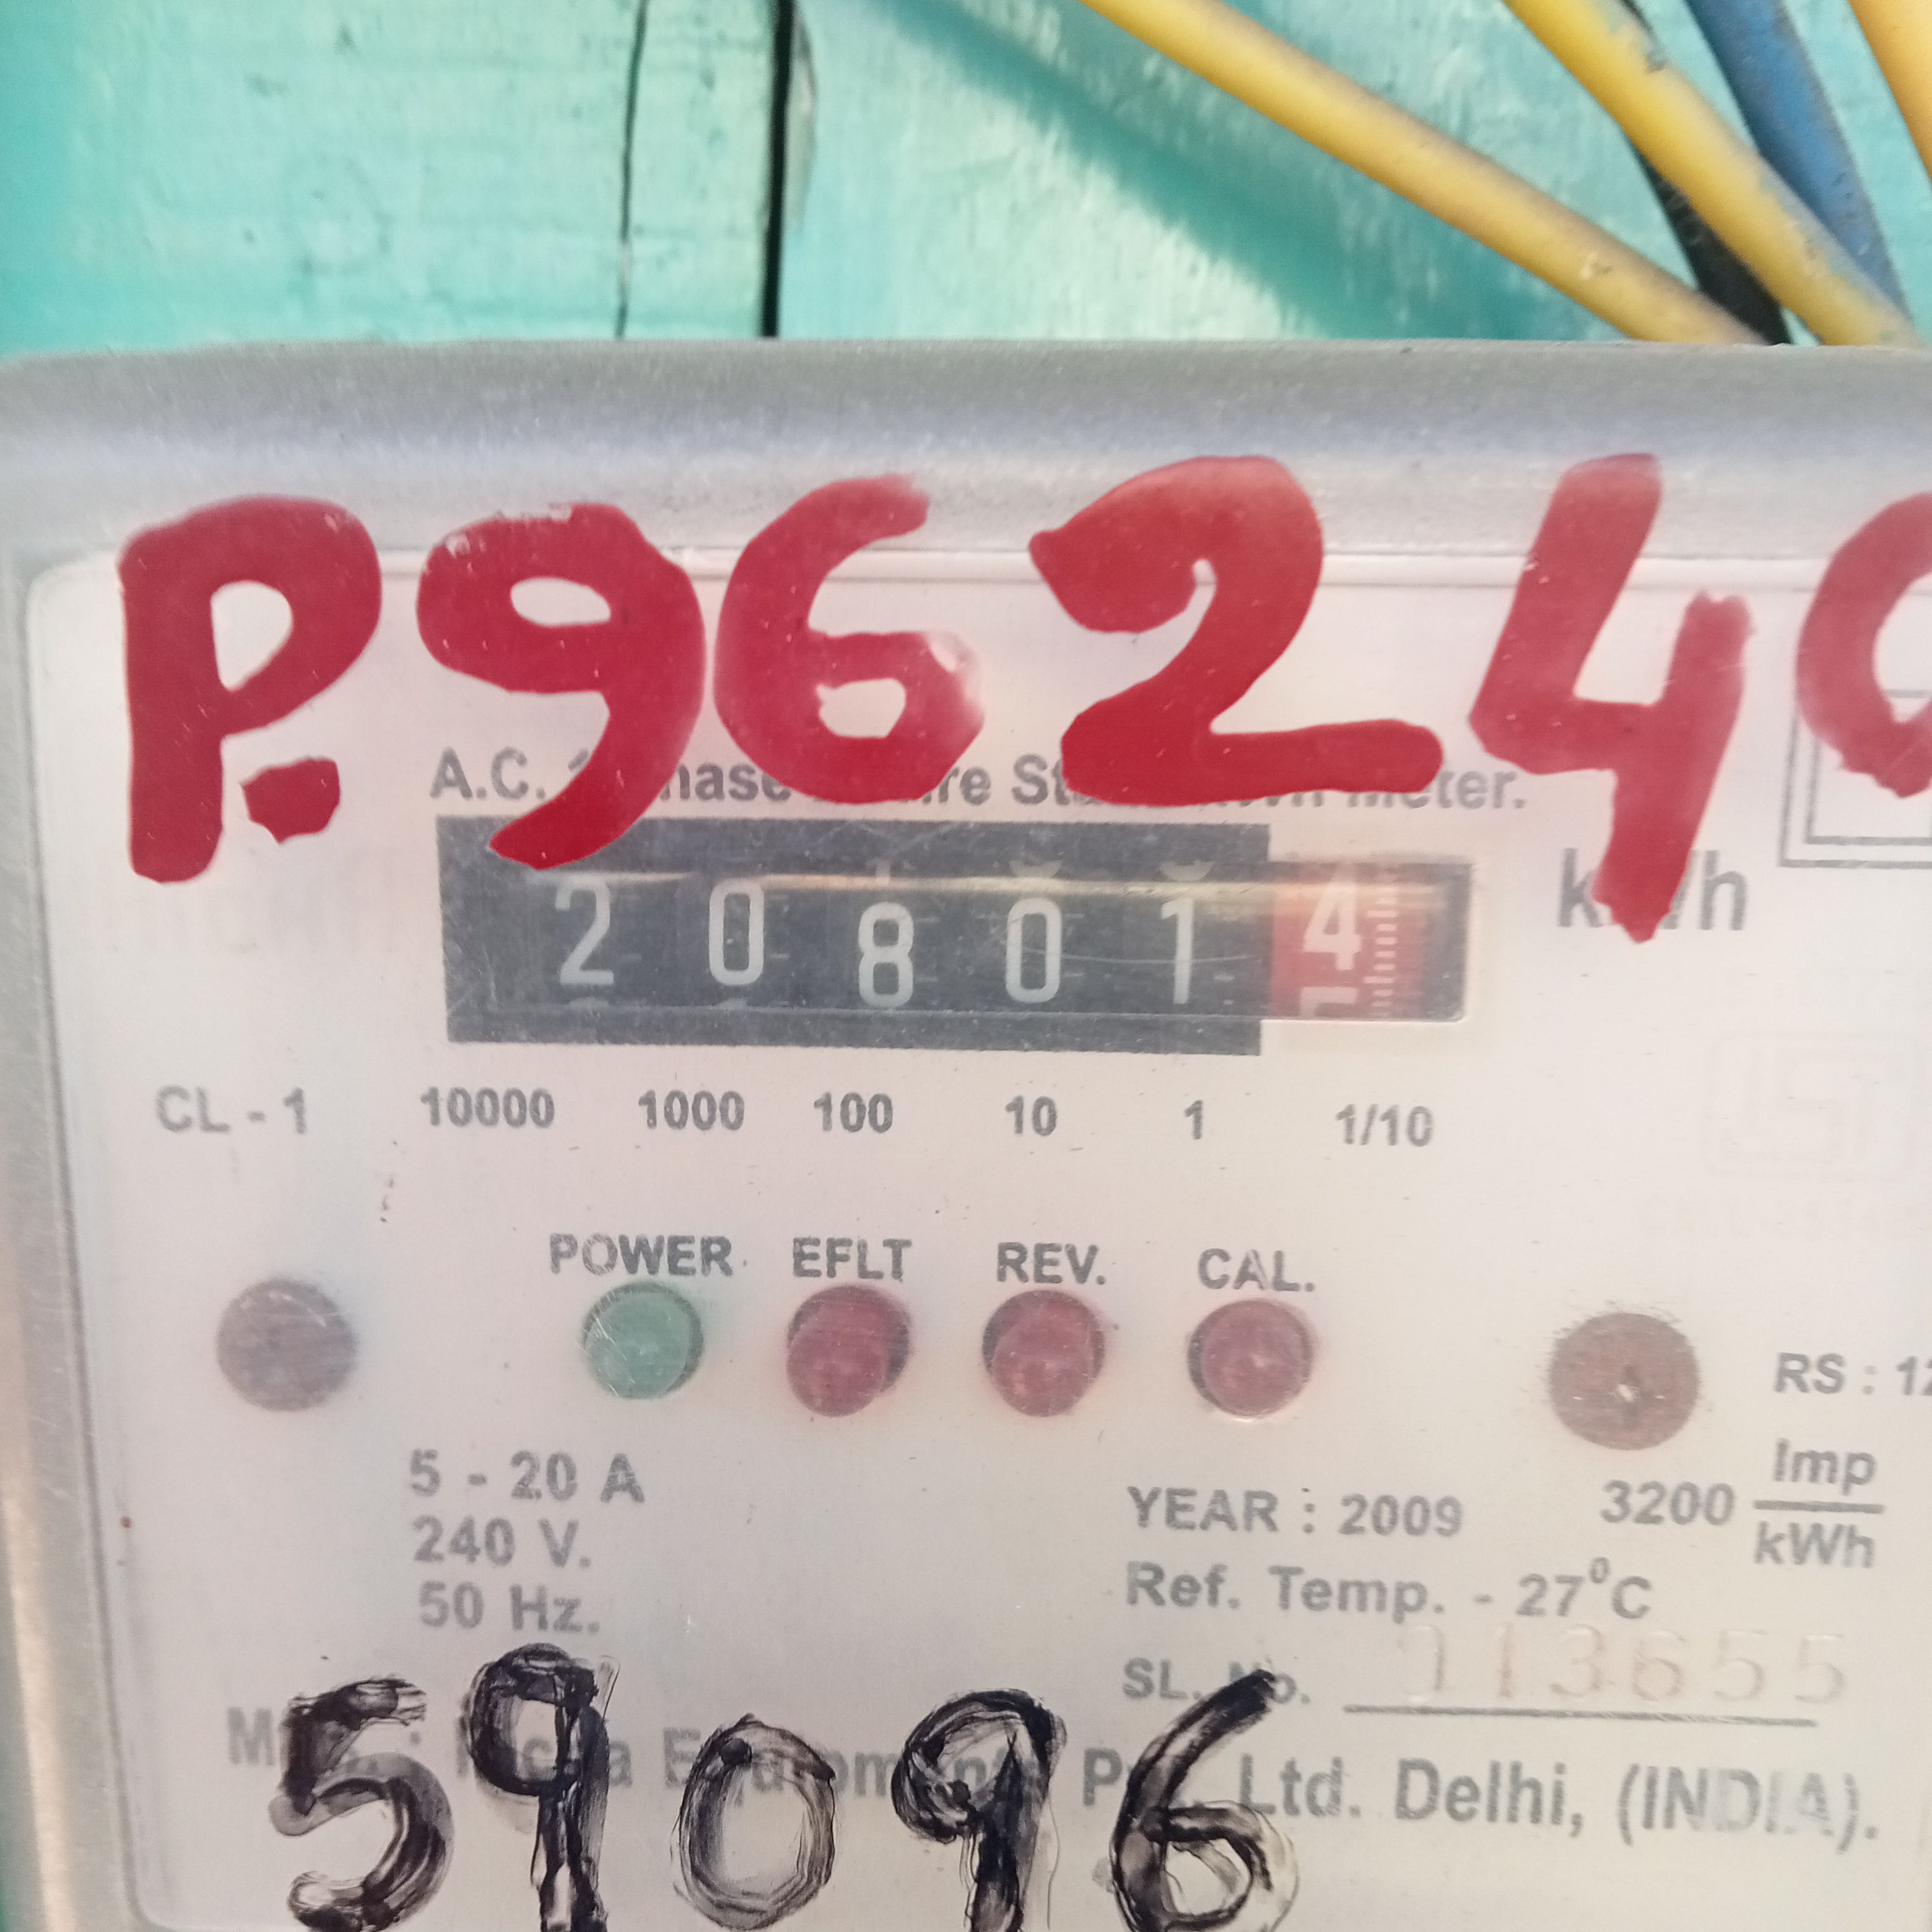 P.9624
A.C. Meter.
20801 4
kWh
CL - 1 10000 1000 100 10 1 1/10
POWER EFLT REV. CAL.
RS : 12
5 - 20 A
240 V.
50 Hz.
YEAR : 2009
3200 Imp
kWh
Ref. Temp. - 27°C
SL. No. 113655
59096
Ltd. Delhi, (INDIA).